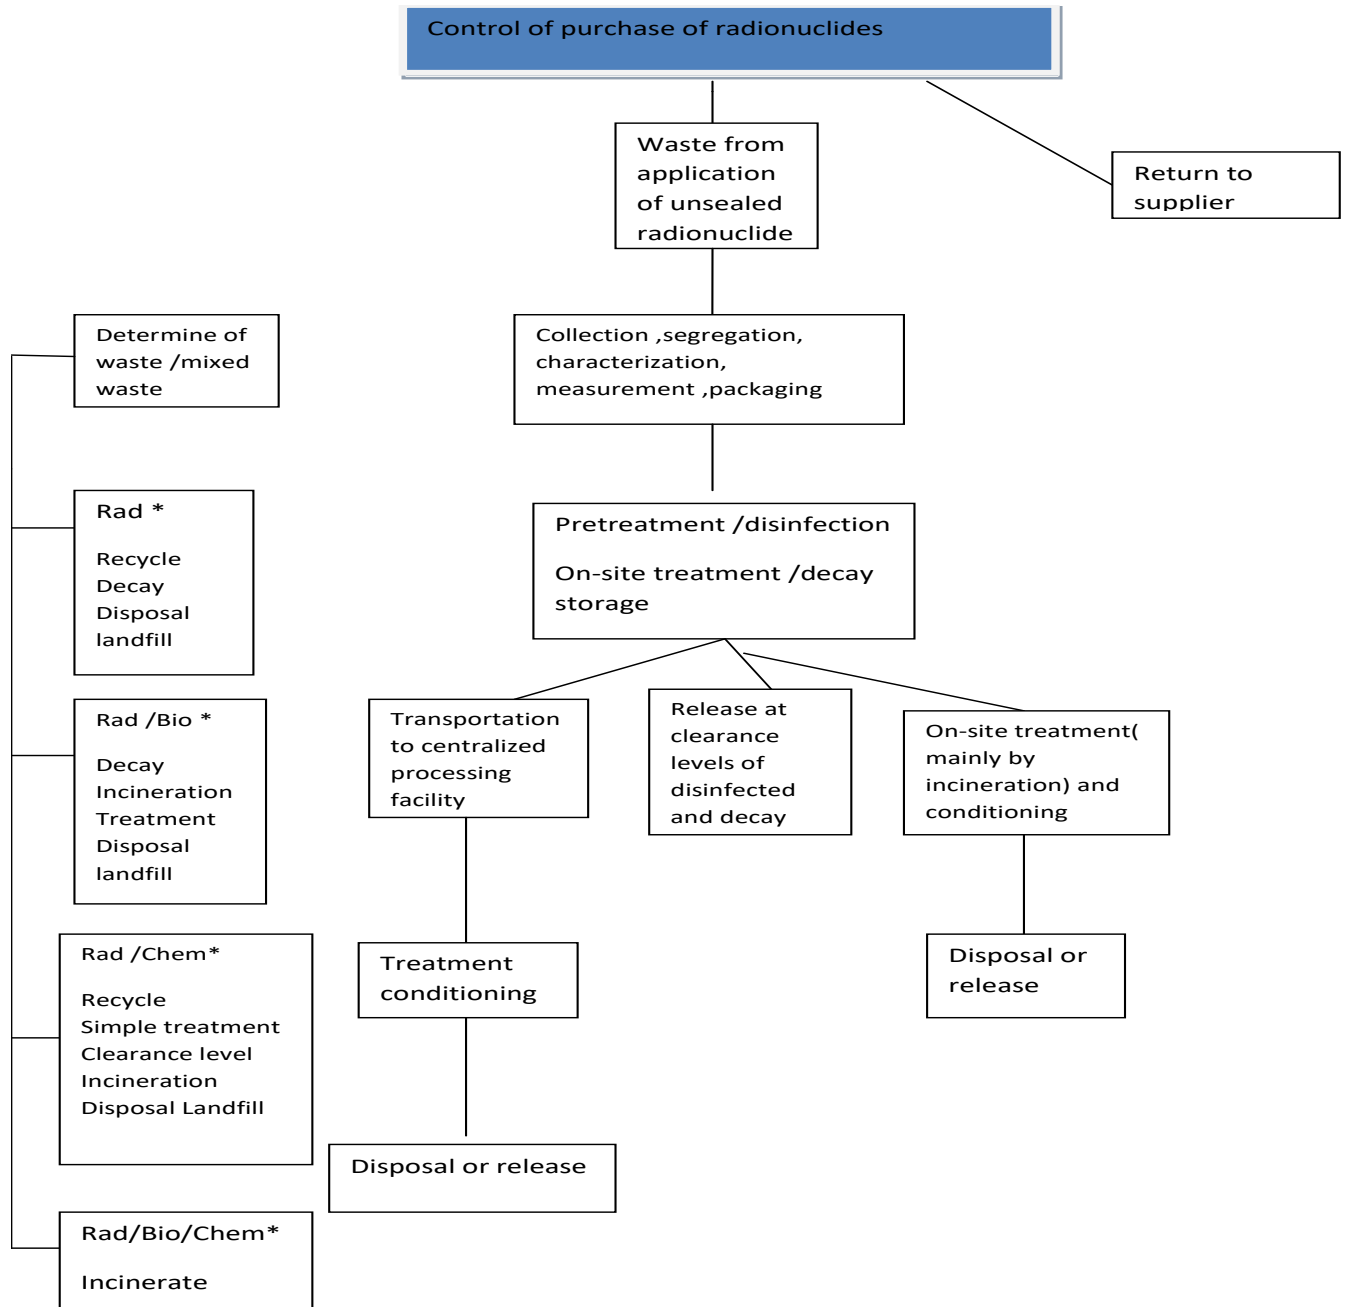 Control of purchase of radionuclides
Waste from
application
of unsealed
radionuclide
Return to
supplier
Determine of
waste /mixed
waste
Collection ,segregation,
characterization,
measurement ,packaging
Rad *
Recycle
Decay
Disposal
landfill
Pretreatment /disinfection
On-site treatment /decay
storage
Rad /Bio *
Decay
Incineration
Treatment
Disposal
landfill
Transportation
to centralized
processing
facility
Release at
clearance
levels of
disinfected
and decay
On-site treatment(
mainly by
incineration) and
conditioning
Rad /Chem*
Recycle
Simple treatment
Clearance level
Incineration
Disposal Landfill
Treatment
conditioning
Disposal or
release
Disposal or release
Rad/Bio/Chem*
Incinerate